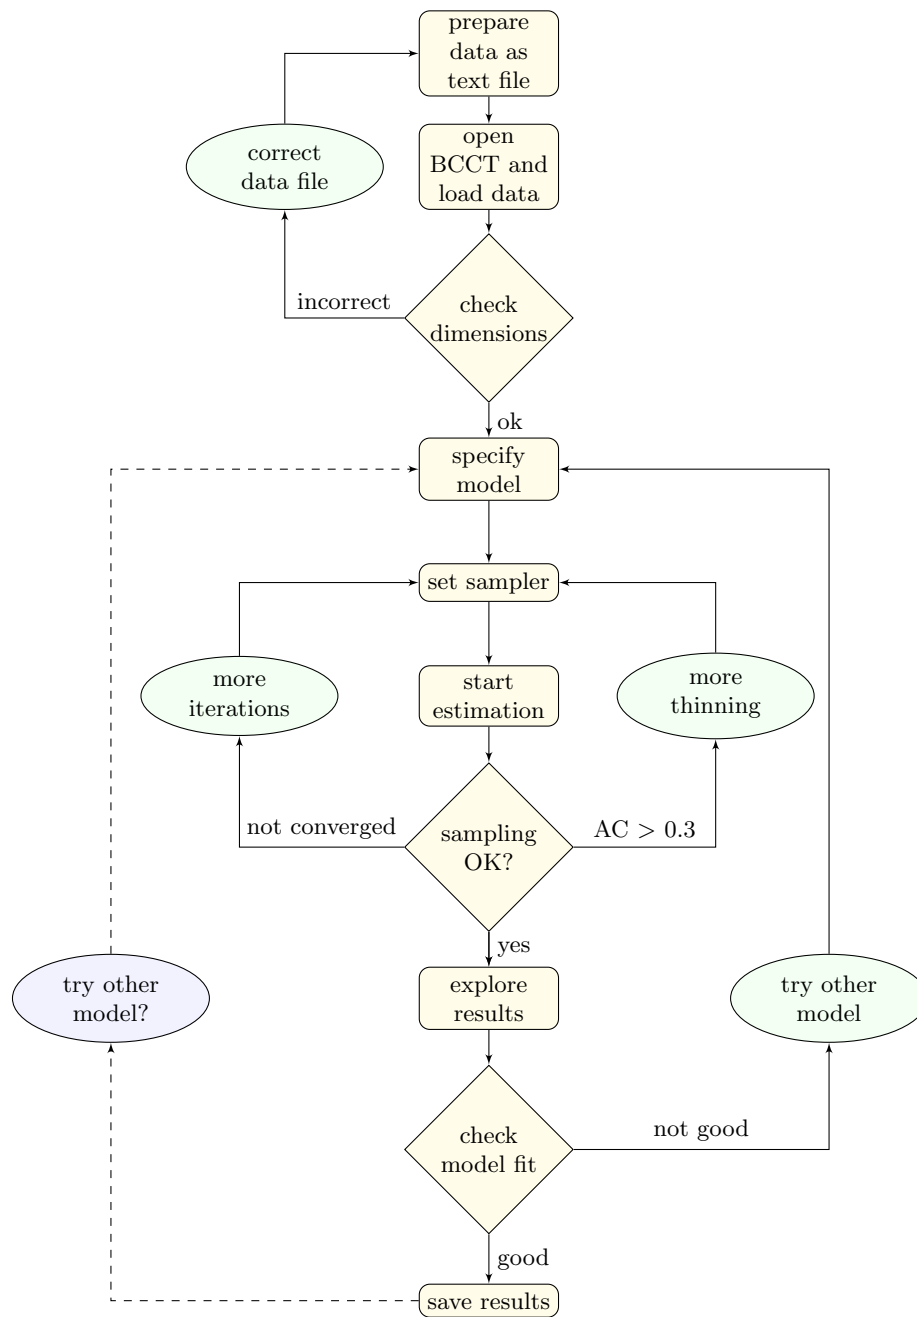 prepare
data as
text file
correct
data file
open
BCCT and
load data
incorrect
check
dimensions
ok
specify
model
set sampler
more
iterations
start
estimation
more
thinning
not converged
sampling
OK?
AC > 0.3
yes
try other
model?
explore
results
try other
model
check
model fit
not good
good
save results